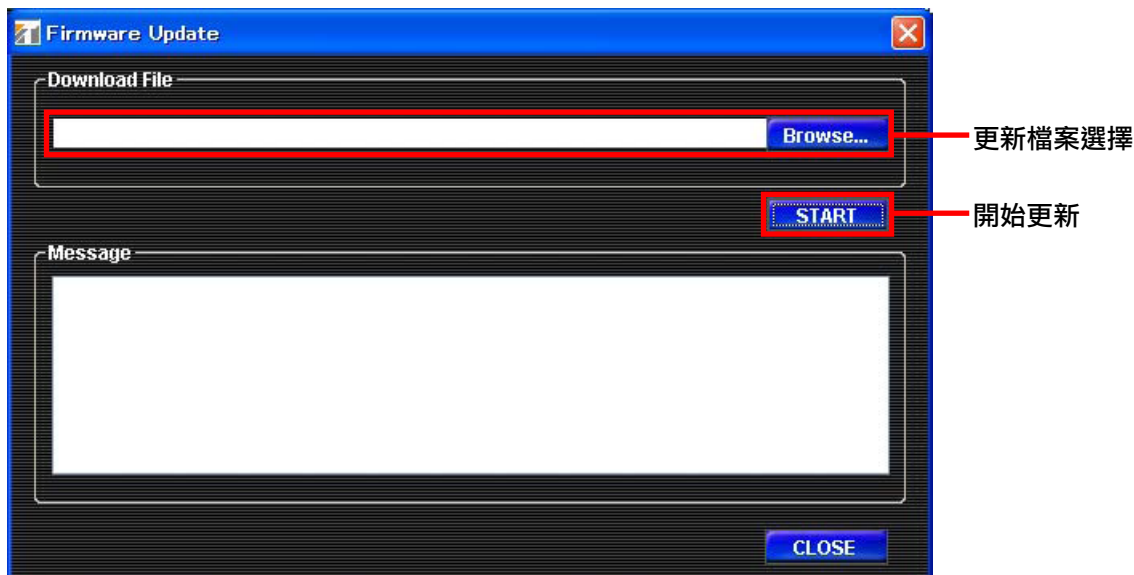 Firmware Update
Download File
Browse...
更新檔案選擇
START
開始更新
Message
CLOSE